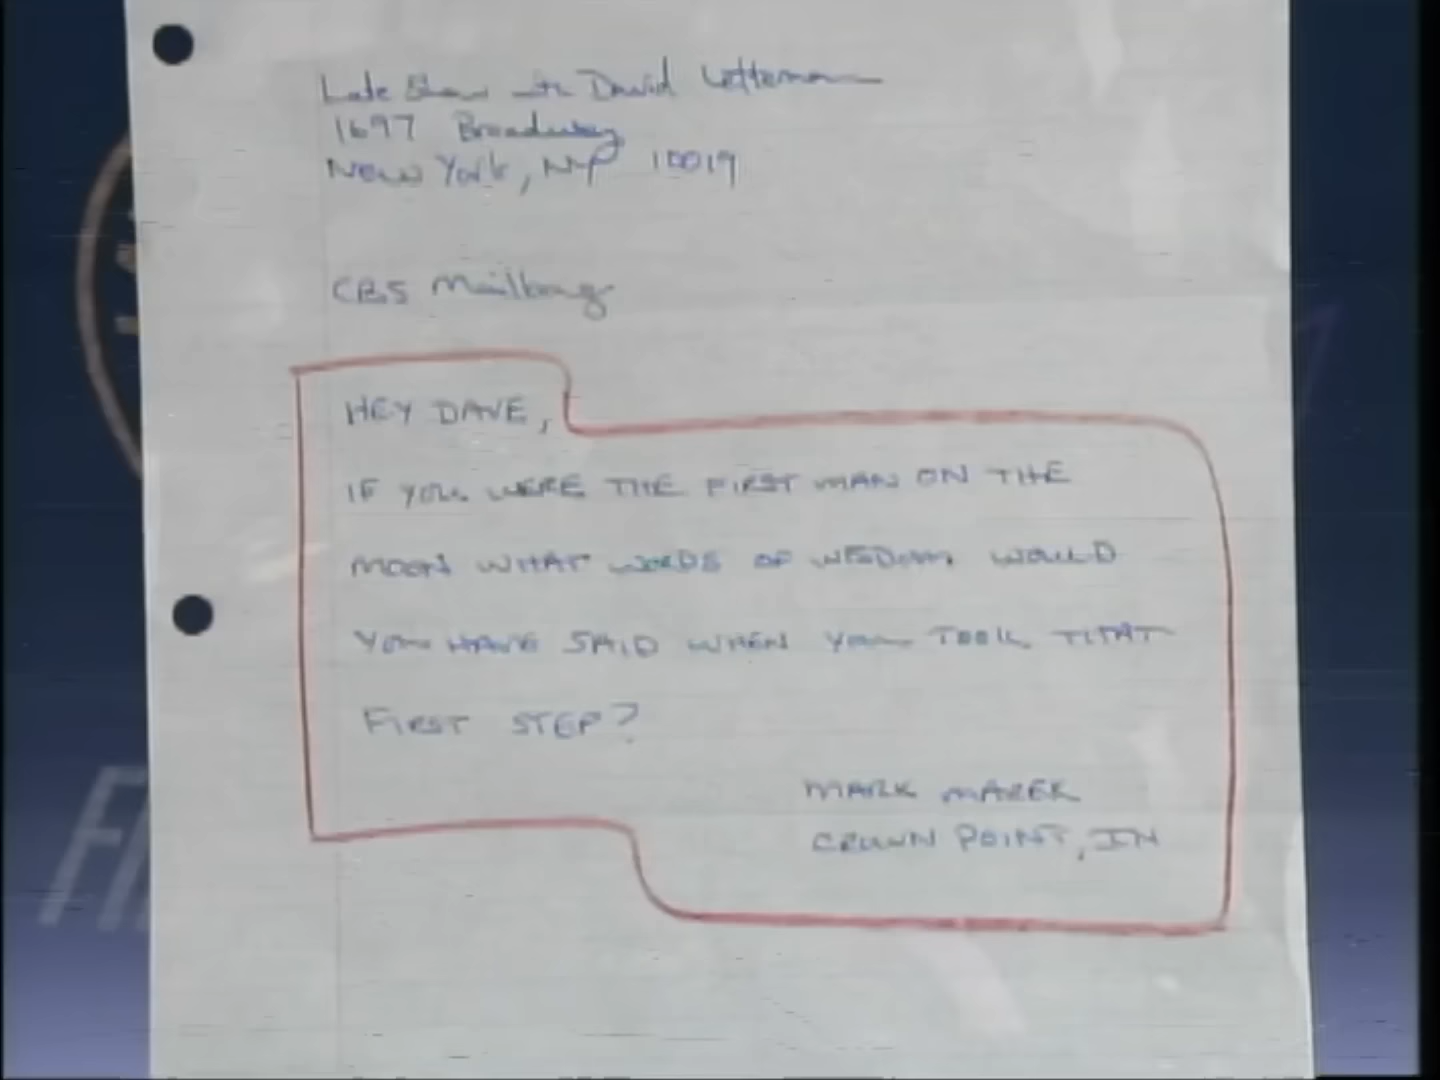 Late Show with David Letterman
1697 Broadway
New York, NY 10019
CBS Mailbag
HEY DAVE,
IF YOU WERE THE FIRST MAN ON THE
MOON WHAT WORDS OF WISDOM WOULD
YOU HAVE SAID WHEN YOU TOOK THAT
FIRST STEP?
MARK MAREK
CROWN POINT, IN